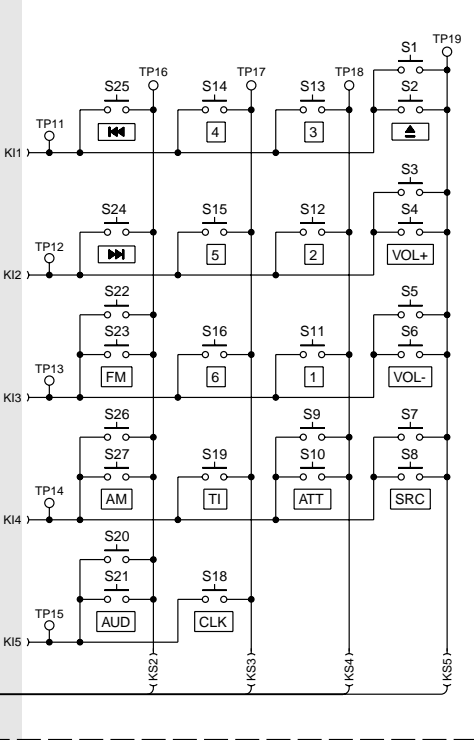 S1 TP19
S25 TP16 S14 TP17 S13 TP18 S2
TP11 4 3
KI1
S3
S24 S15 S12 S4
TP12 5 2 VOL+
KI2
S22 S5
S23 S16 S11 S6
TP13 FM 6 1 VOL-
KI3
S26 S9 S7
S27 S19 S10 S8
TP14 AM TI ATT SRC
KI4
S20
S21 S18
TP15 AUD CLK
KI5
KS2 KS3 KS4 KS5